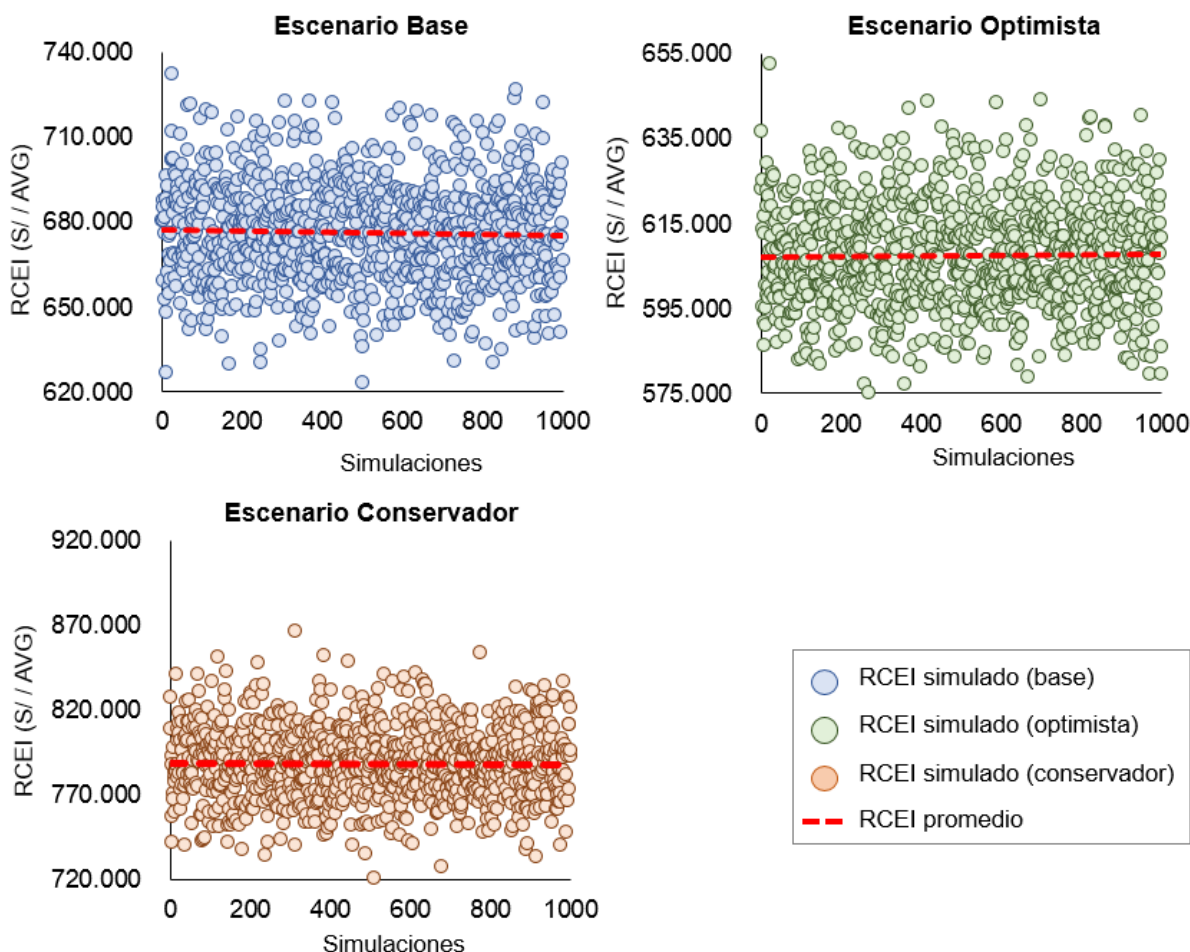 Escenario Base
RCEI (S/ / AVG)
740.000
710.000
680.000
650.000
620.000
0 200 400 600 800 1000
Simulaciones
Escenario Optimista
RCEI (S/ / AVG)
655.000
635.000
615.000
595.000
575.000
0 200 400 600 800 1000
Simulaciones
Escenario Conservador
RCEI (S/ / AVG)
920.000
870.000
820.000
770.000
720.000
0 200 400 600 800 1000
Simulaciones
RCEI simulado (base)
RCEI simulado (optimista)
RCEI simulado (conservador)
RCEI promedio